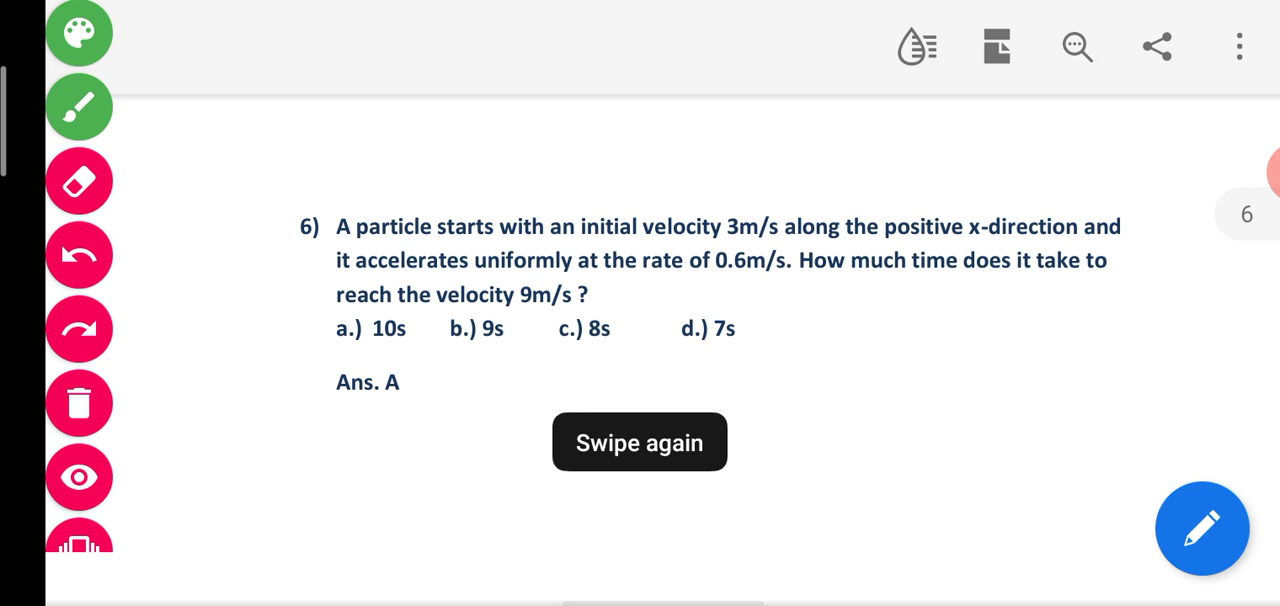 6
6) A particle starts with an initial velocity 3m/s along the positive x-direction and
it accelerates uniformly at the rate of 0.6m/s. How much time does it take to
reach the velocity 9m/s ?
a.) 10s b.) 9s c.) 8s d.) 7s
Ans. A
Swipe again